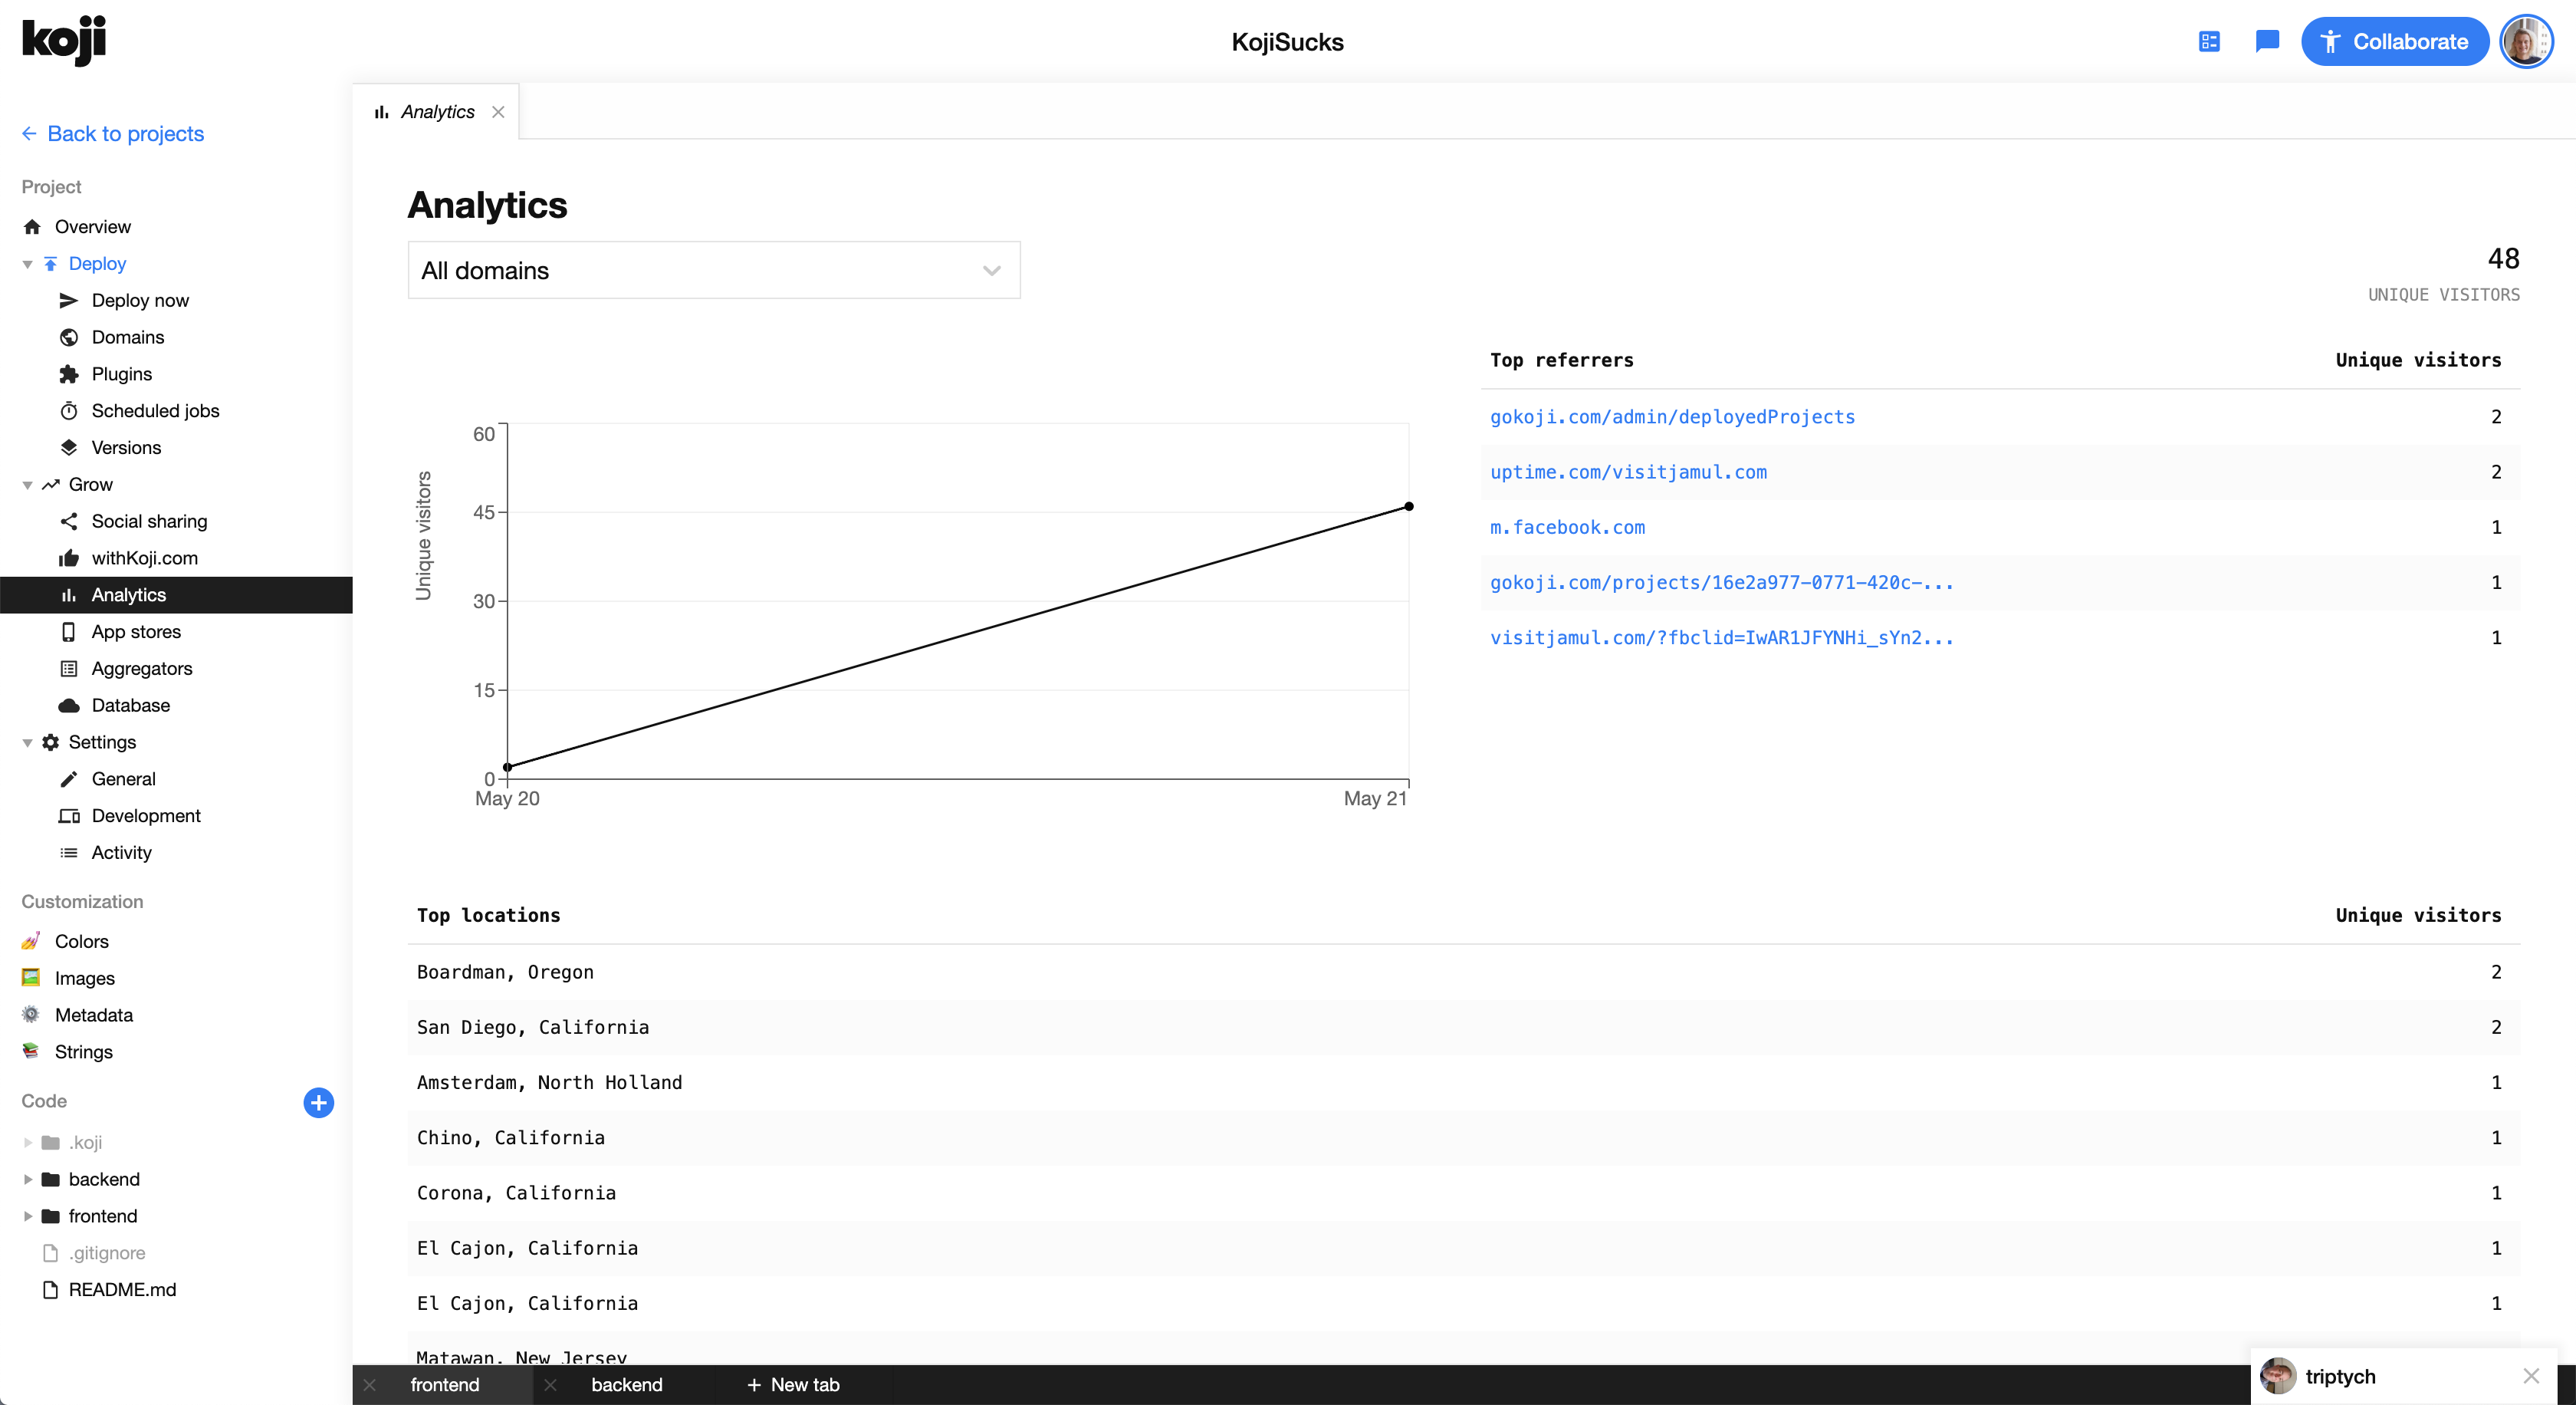 koji
KojiSucks
Collaborate
Back to projects
Project
Overview
Deploy
Deploy now
Domains
Plugins
Scheduled jobs
Versions
Grow
Social sharing
withKoji.com
Analytics
App stores
Aggregators
Database
Settings
General
Development
Activity
Customization
Colors
Images
Metadata
Strings
Code
.koji
backend
frontend
.gitignore
README.md
Analytics
Analytics
All domains
48
UNIQUE VISITORS
Unique visitors
60
45
30
15
0
May 20 May 21
Top referrers Unique visitors
gokoji.com/admin/deployedProjects 2
uptime.com/visitjamul.com 2
m.facebook.com 1
gokoji.com/projects/16e2a977-0771-420c-... 1
visitjamul.com/?fbclid=IwAR1JFYNHi_sYn2... 1
Top locations Unique visitors
Boardman, Oregon 2
San Diego, California 2
Amsterdam, North Holland 1
Chino, California 1
Corona, California 1
El Cajon, California 1
El Cajon, California 1
Matawan, New Jersey
frontend backend + New tab
triptych